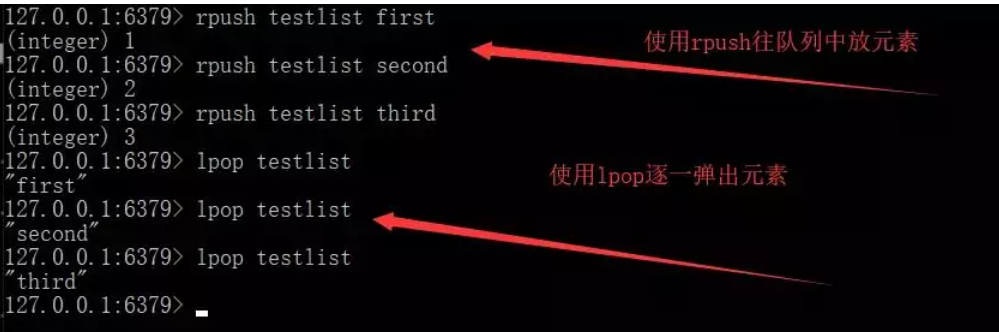 127.0.0.1:6379> rpush testlist first
(integer) 1
使用rpush往队列中放元素
127.0.0.1:6379> rpush testlist second
(integer) 2
127.0.0.1:6379> rpush testlist third
(integer) 3
127.0.0.1:6379> lpop testlist
"first"
使用lpop逐一弹出元素
127.0.0.1:6379> lpop testlist
"second"
127.0.0.1:6379> lpop testlist
"third"
127.0.0.1:6379>